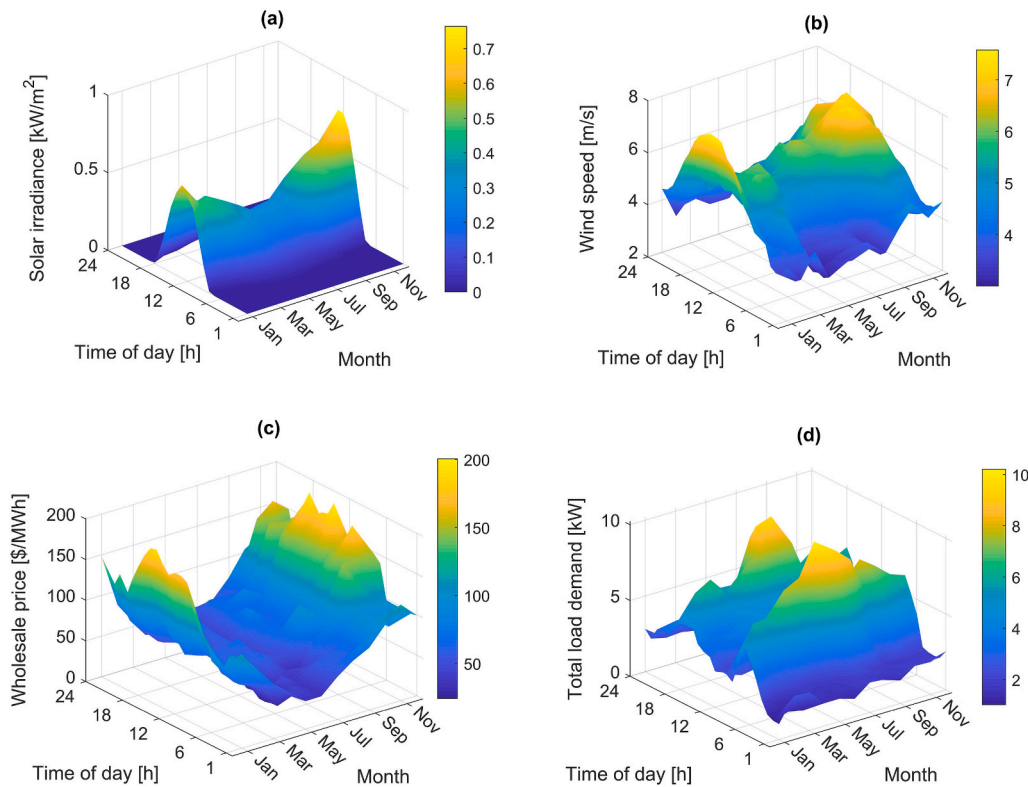 (a)
Solar irradiance [kW/m²]
1
0.5
0
24
18
12
6
1
Time of day [h]
Jan
Mar
May
Jul
Sep
Nov
Month
0.7
0.6
0.5
0.4
0.3
0.2
0.1
0
(b)
Wind speed [m/s]
8
6
4
2
24
18
12
6
1
Time of day [h]
Jan
Mar
May
Jul
Sep
Nov
Month
7
6
5
4
(c)
Wholesale price [$/MWh]
200
150
100
50
0
24
18
12
6
1
Time of day [h]
Jan
Mar
May
Jul
Sep
Nov
Month
200
150
100
50
(d)
Total load demand [kW]
10
5
0
24
18
12
6
1
Time of day [h]
Jan
Mar
May
Jul
Sep
Nov
Month
10
8
6
4
2